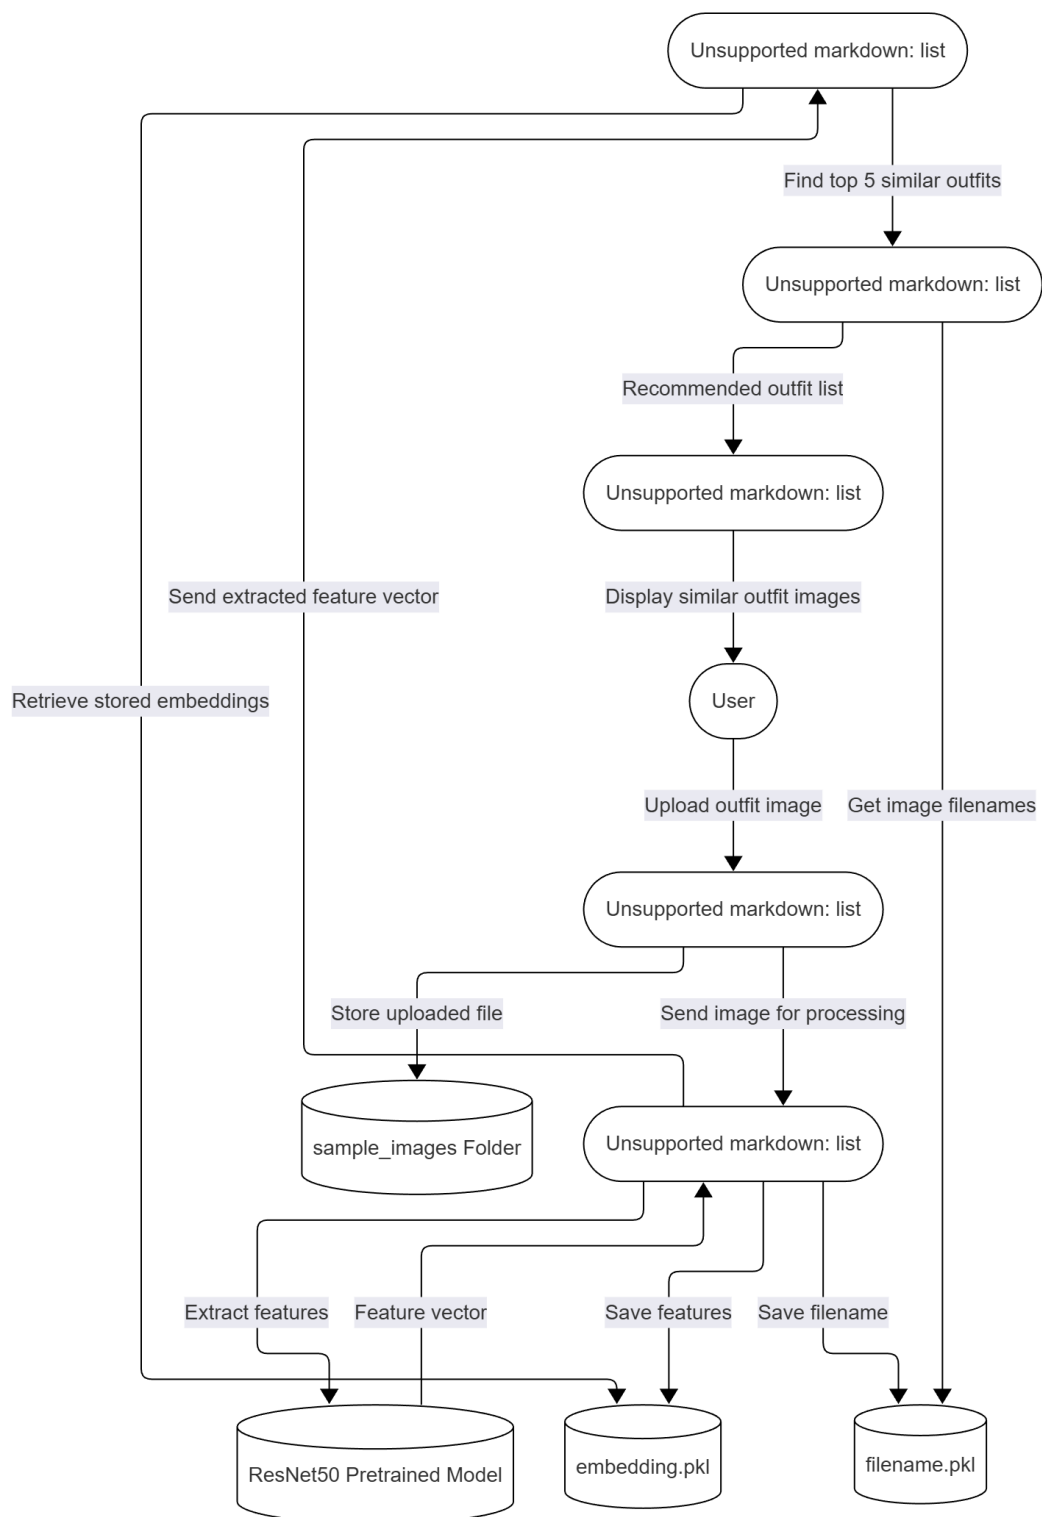 Unsupported markdown: list
Find top 5 similar outfits
Unsupported markdown: list
Recommended outfit list
Unsupported markdown: list
Send extracted feature vector
Display similar outfit images
Retrieve stored embeddings
User
Upload outfit image
Get image filenames
Unsupported markdown: list
Store uploaded file
Send image for processing
sample_images Folder
Unsupported markdown: list
Extract features
Feature vector
Save features
Save filename
ResNet50 Pretrained Model
embedding.pkl
filename.pkl